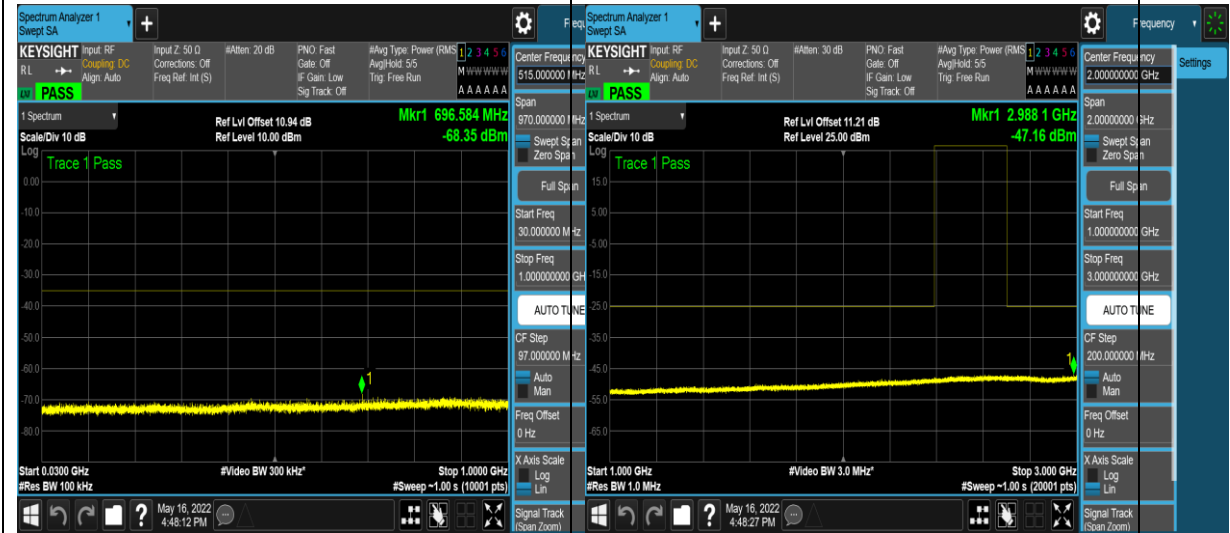 Spectrum Analyzer 1
Swept SA
KEYSIGHT
RL
Input: RF
Coupling: DC
Align: Auto
Input Z: 50 Ω
Corrections: Off
Freq Ref: Int (S)
#Atten: 20 dB
PNO: Fast
Gate: Off
IF Gain: Low
Sig Track: Off
#Avg Type: Power (RMS
Avg|Hold: 5/5
Trig: Free Run
1 2 3 4 5 6
M W W W W W
A A A A A A
PASS
1 Spectrum
Scale/Div 10 dB
Log
Ref Lvl Offset 10.94 dB
Ref Level 10.00 dBm
Mkr1 696.584 MHz
-68.35 dBm
Trace 1 Pass
0.00
-10.0
-20.0
-30.0
-40.0
-50.0
-60.0
-70.0
-80.0
1
Start 0.0300 GHz
#Res BW 100 kHz
#Video BW 300 kHz*
Stop 1.0000 GHz
#Sweep ~1.00 s (10001 pts)
May 16, 2022
4:48:12 PM
Center Frequency
515.000000 MHz
Span
970.000000 MHz
Swept Span
Zero Span
Full Span
Start Freq
30.000000 MHz
Stop Freq
1.000000000 GH
AUTO TUNE
CF Step
97.000000 MHz
Auto
Man
Freq Offset
0 Hz
X Axis Scale
Log
Lin
Signal Track
(Span Zoom)
Spectrum Analyzer 1
Swept SA
KEYSIGHT
RL
Input: RF
Coupling: DC
Align: Auto
Input Z: 50 Ω
Corrections: Off
Freq Ref: Int (S)
#Atten: 30 dB
PNO: Fast
Gate: Off
IF Gain: Low
Sig Track: Off
#Avg Type: Power (RMS
Avg|Hold: 5/5
Trig: Free Run
1 2 3 4 5 6
M W W W W W
A A A A A A
PASS
1 Spectrum
Scale/Div 10 dB
Log
Ref Lvl Offset 11.21 dB
Ref Level 25.00 dBm
Mkr1 2.988 1 GHz
-47.16 dBm
Trace 1 Pass
15.0
5.00
-5.00
-15.0
-25.0
-35.0
-45.0
-55.0
-65.0
1
Start 1.000 GHz
#Res BW 1.0 MHz
#Video BW 3.0 MHz*
Stop 3.000 GHz
#Sweep ~1.00 s (20001 pts)
May 16, 2022
4:48:27 PM
Frequency
Settings
Center Frequency
2.000000000 GHz
Span
2.00000000 GHz
Swept Span
Zero Span
Full Span
Start Freq
1.000000000 GHz
Stop Freq
3.000000000 GHz
AUTO TUNE
CF Step
200.000000 MHz
Auto
Man
Freq Offset
0 Hz
X Axis Scale
Log
Lin
Signal Track
(Span Zoom)